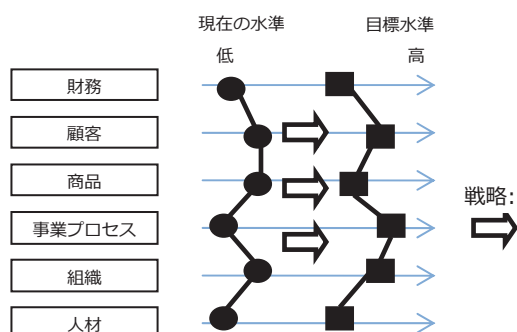 現在の水準 目標水準
低 高
財務
顧客
商品
事業プロセス
組織
人材
戦略: